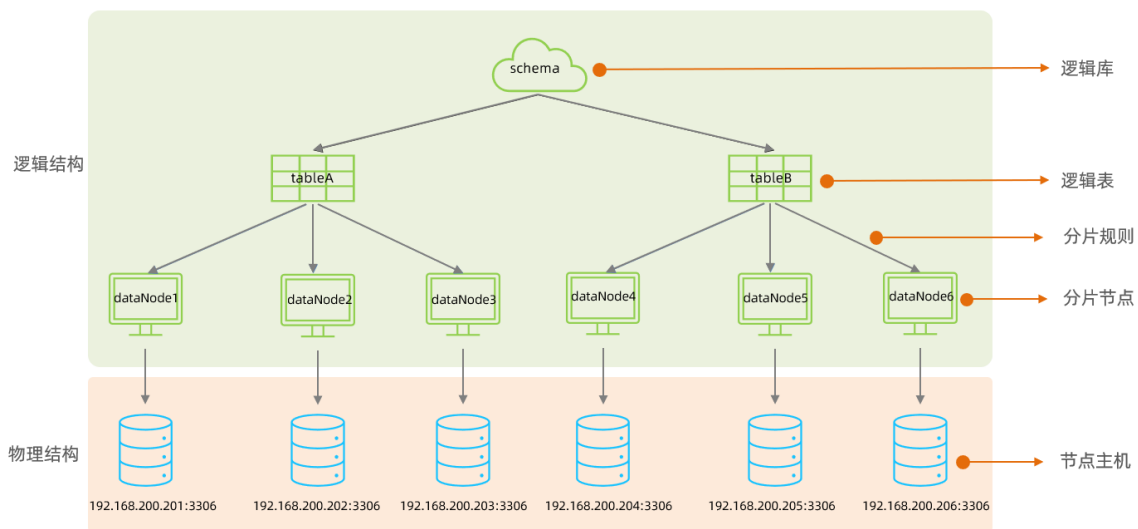 schema
逻辑库
逻辑结构
tableA
tableB
逻辑表
分片规则
dataNode1
dataNode2
dataNode3
dataNode4
dataNode5
dataNode6
分片节点
物理结构
节点主机
192.168.200.201:3306
192.168.200.202:3306
192.168.200.203:3306
192.168.200.204:3306
192.168.200.205:3306
192.168.200.206:3306